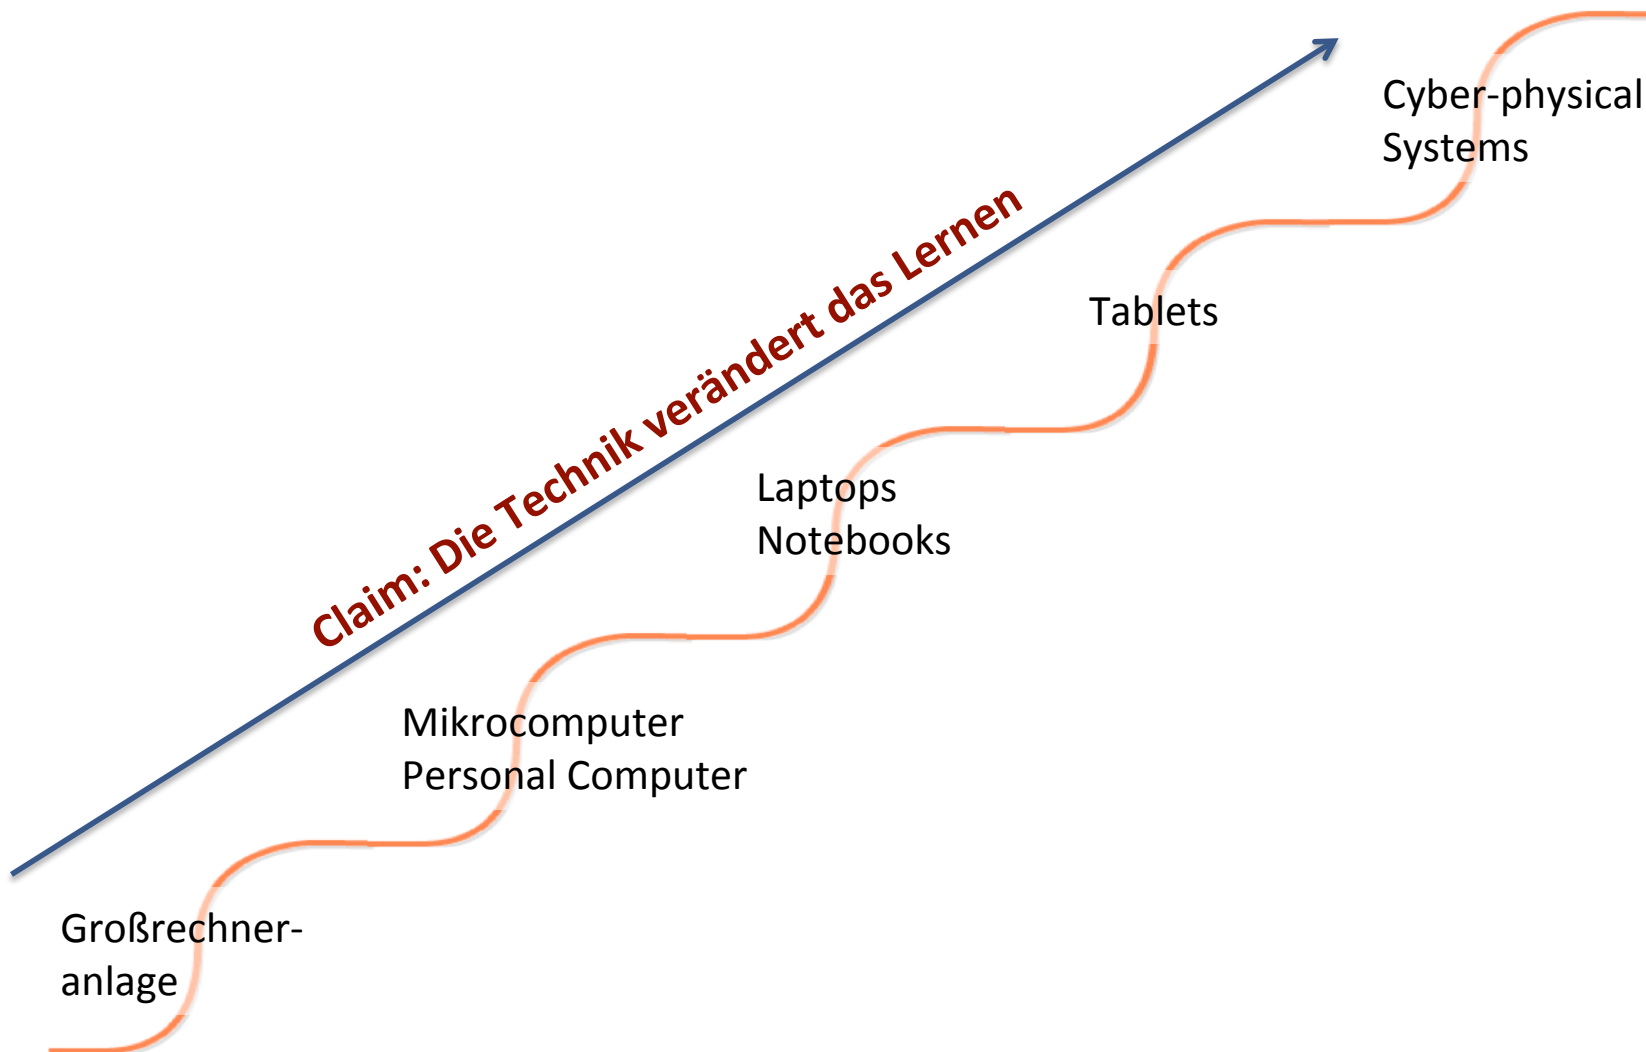 Cyber-physical
Systems
Claim: Die Technik verändert das Lernen
Tablets
Laptops
Notebooks
Mikrocomputer
Personal Computer
Großrechner-
anlage